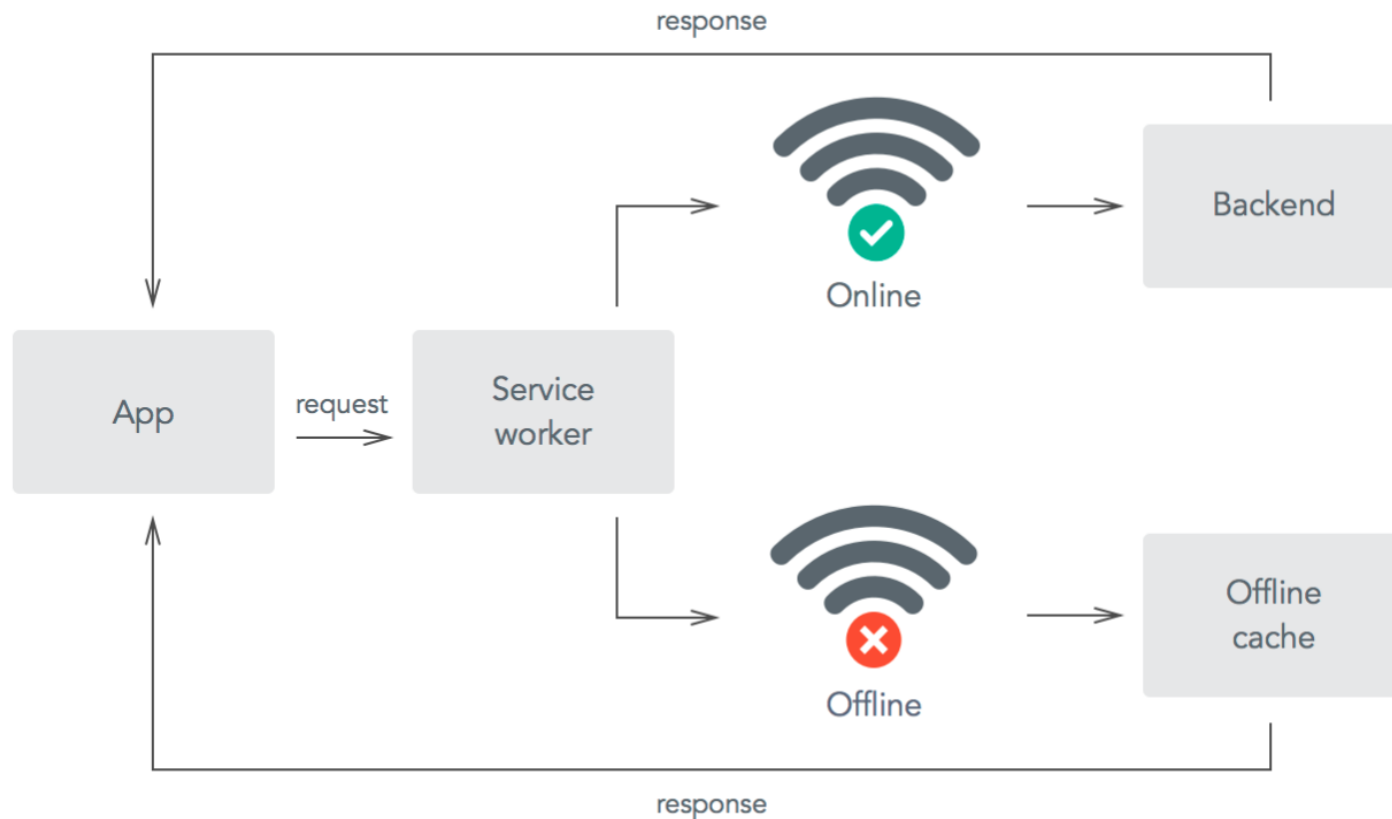 response
Online
Backend
App
request
Service
worker
Offline
Offline
cache
response